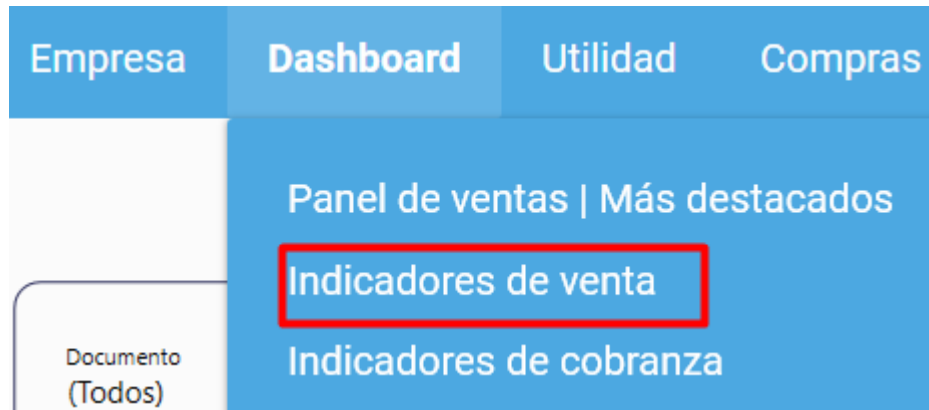 Empresa Dashboard Utilidad Compras
Panel de ventas | Más destacados
Indicadores de venta
Indicadores de cobranza
Documento
(Todos)